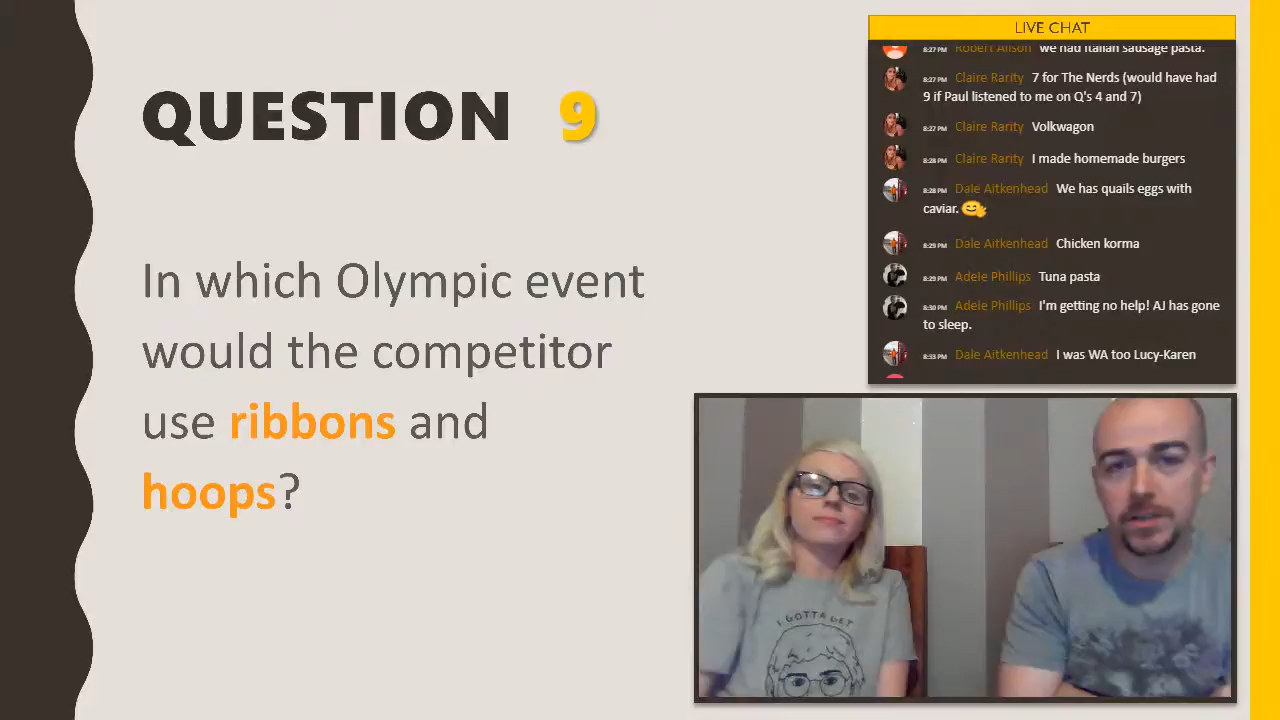 QUESTION 9
In which Olympic event
would the competitor
use ribbons and
hoops?
LIVE CHAT
8:27 PM Robert Alison we had Italian sausage pasta.
8:27 PM Claire Rarity 7 for The Nerds (would have had
9 if Paul listened to me on Q's 4 and 7)
8:27 PM Claire Rarity Volkwagon
8:28 PM Claire Rarity I made homemade burgers
8:28 PM Dale Aitkenhead We has quails eggs with
caviar. 😊
8:29 PM Dale Aitkenhead Chicken korma
8:29 PM Adele Phillips Tuna pasta
8:30 PM Adele Phillips I'm getting no help! AJ has gone
to sleep.
8:33 PM Dale Aitkenhead I was WA too Lucy-Karen
I GOTTA GET